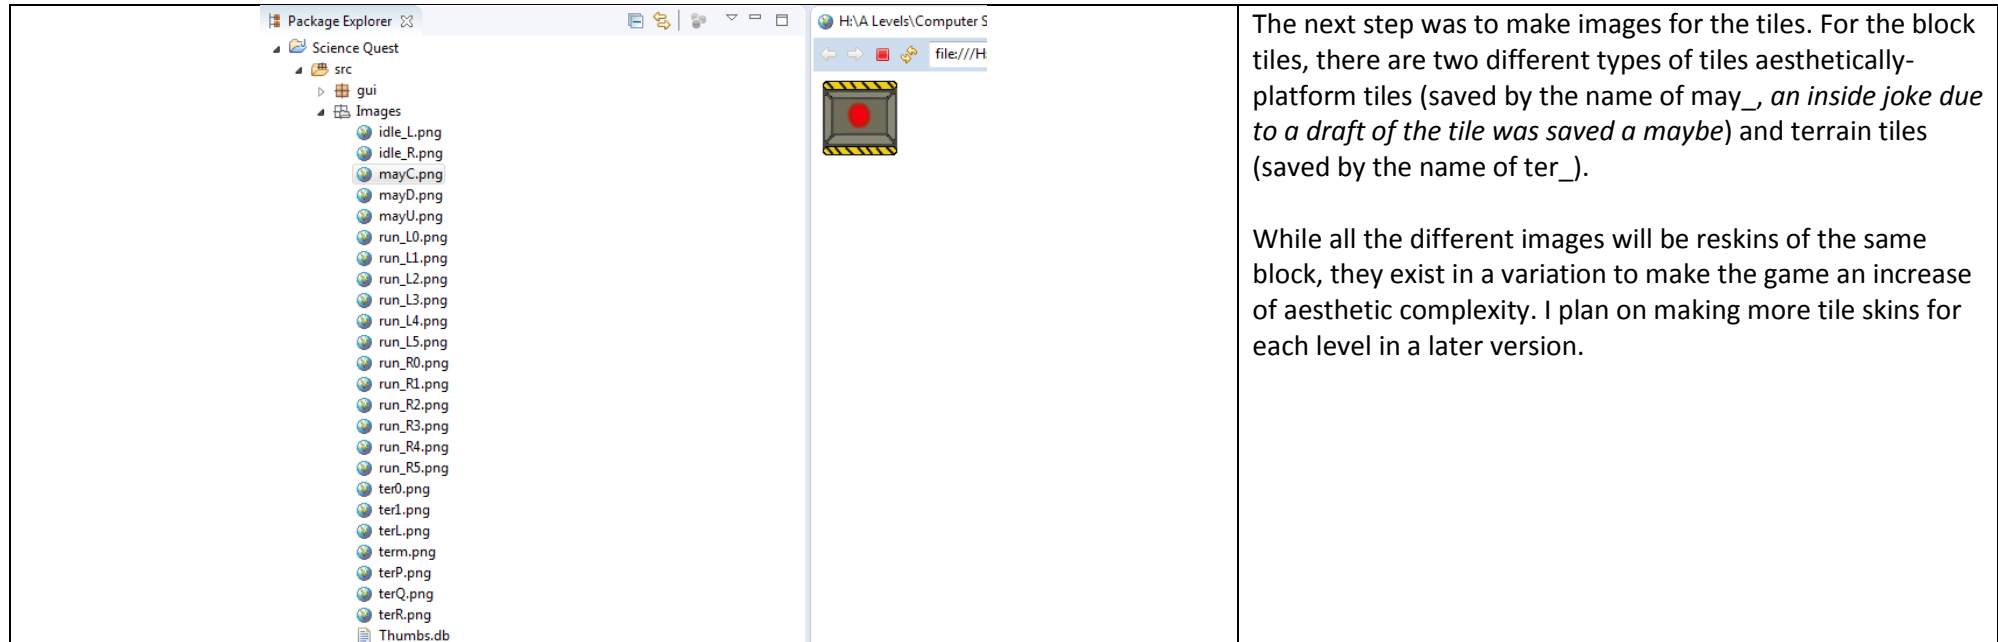 Package Explorer
Science Quest
src
gui
Images
idle_L.png
idle_R.png
mayC.png
mayD.png
mayU.png
run_L0.png
run_L1.png
run_L2.png
run_L3.png
run_L4.png
run_L5.png
run_R0.png
run_R1.png
run_R2.png
run_R3.png
run_R4.png
run_R5.png
ter0.png
ter1.png
terL.png
term.png
terP.png
terQ.png
terR.png
Thumbs.db
H:\A Levels\Computer S
file:///H:
The next step was to make images for the tiles. For the block
tiles, there are two different types of tiles aesthetically-
platform tiles (saved by the name of may_, an inside joke due
to a draft of the tile was saved a maybe) and terrain tiles
(saved by the name of ter_).
While all the different images will be reskins of the same
block, they exist in a variation to make the game an increase
of aesthetic complexity. I plan on making more tile skins for
each level in a later version.